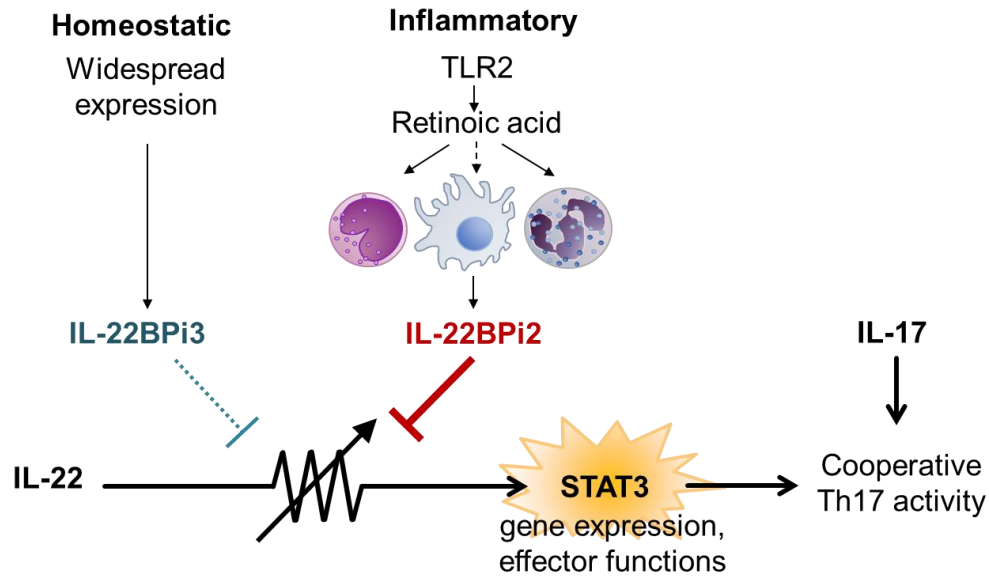 Homeostatic
Widespread
expression
Inflammatory
TLR2
Retinoic acid
IL-22BPi3
IL-22BPi2
IL-17
IL-22
STAT3
gene expression,
effector functions
Cooperative
Th17 activity